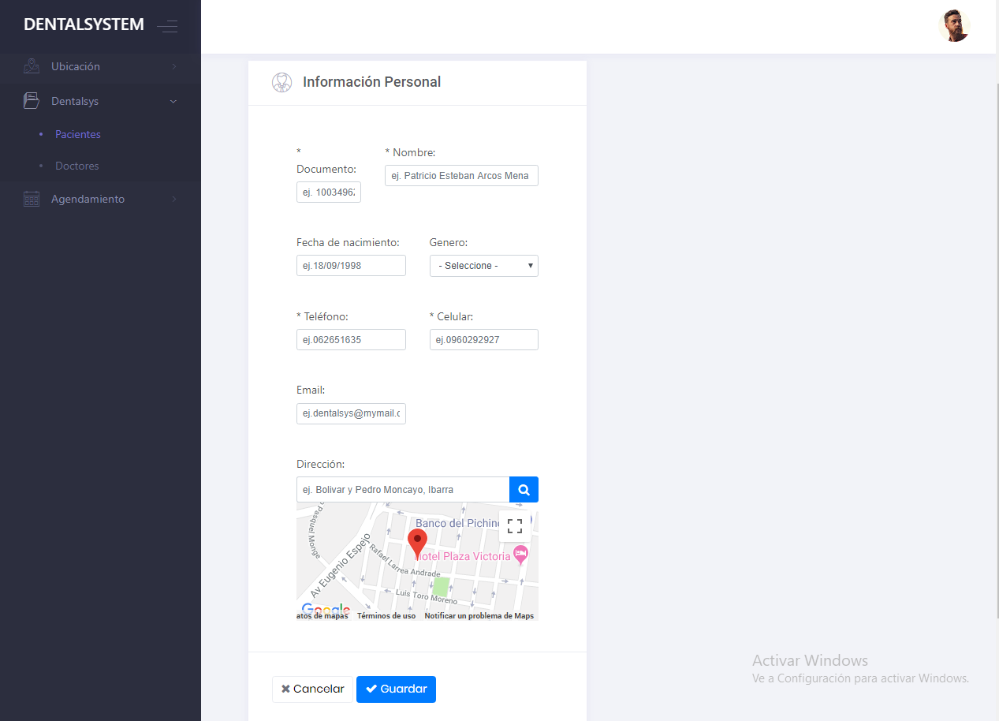 DENTALSYSTEM
Ubicación
Dentalsys
Pacientes
Doctores
Agendamiento
Información Personal
* Documento:
ej. 10034962
* Nombre:
ej. Patricio Esteban Arcos Mena
Fecha de nacimiento:
ej.18/09/1998
Genero:
- Seleccione -
* Teléfono:
ej.062651635
* Celular:
ej.0960292927
Email:
ej.dentalsys@mymail.c
Dirección:
ej. Bolivar y Pedro Moncayo, Ibarra
o Pasquel Monge
Banco del Pichinc
Av Eugenio Espejo
Hotel Plaza Victoria
Rafael Larrea Andrade
Luis Toro Moreno
Google
atos de mapas
Términos de uso
Notificar un problema de Maps
Cancelar
Guardar
Activar Windows
Ve a Configuración para activar Windows.